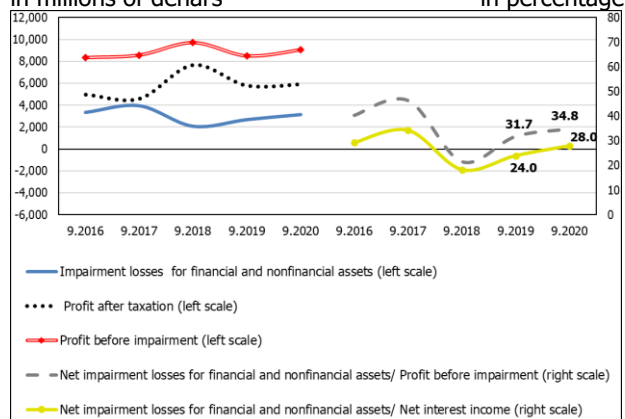 in millions of denars in percentage
12,000 80
10,000 70
8,000 60
6,000 50
4,000 40
2,000 30
0 20
-2,000 10
-4,000 0
-6,000
31.7 34.8
24.0 28.0
9.2016 9.2017 9.2018 9.2019 9.2020 9.2016 9.2017 9.2018 9.2019 9.2020
Impairment losses for financial and nonfinancial assets (left scale)
Profit after taxation (left scale)
Profit before impairment (left scale)
Net impairment losses for financial and nonfinancial assets/ Profit before impairment (right scale)
Net impairment losses for financial and nonfinancial assets/ Net interest income (right scale)